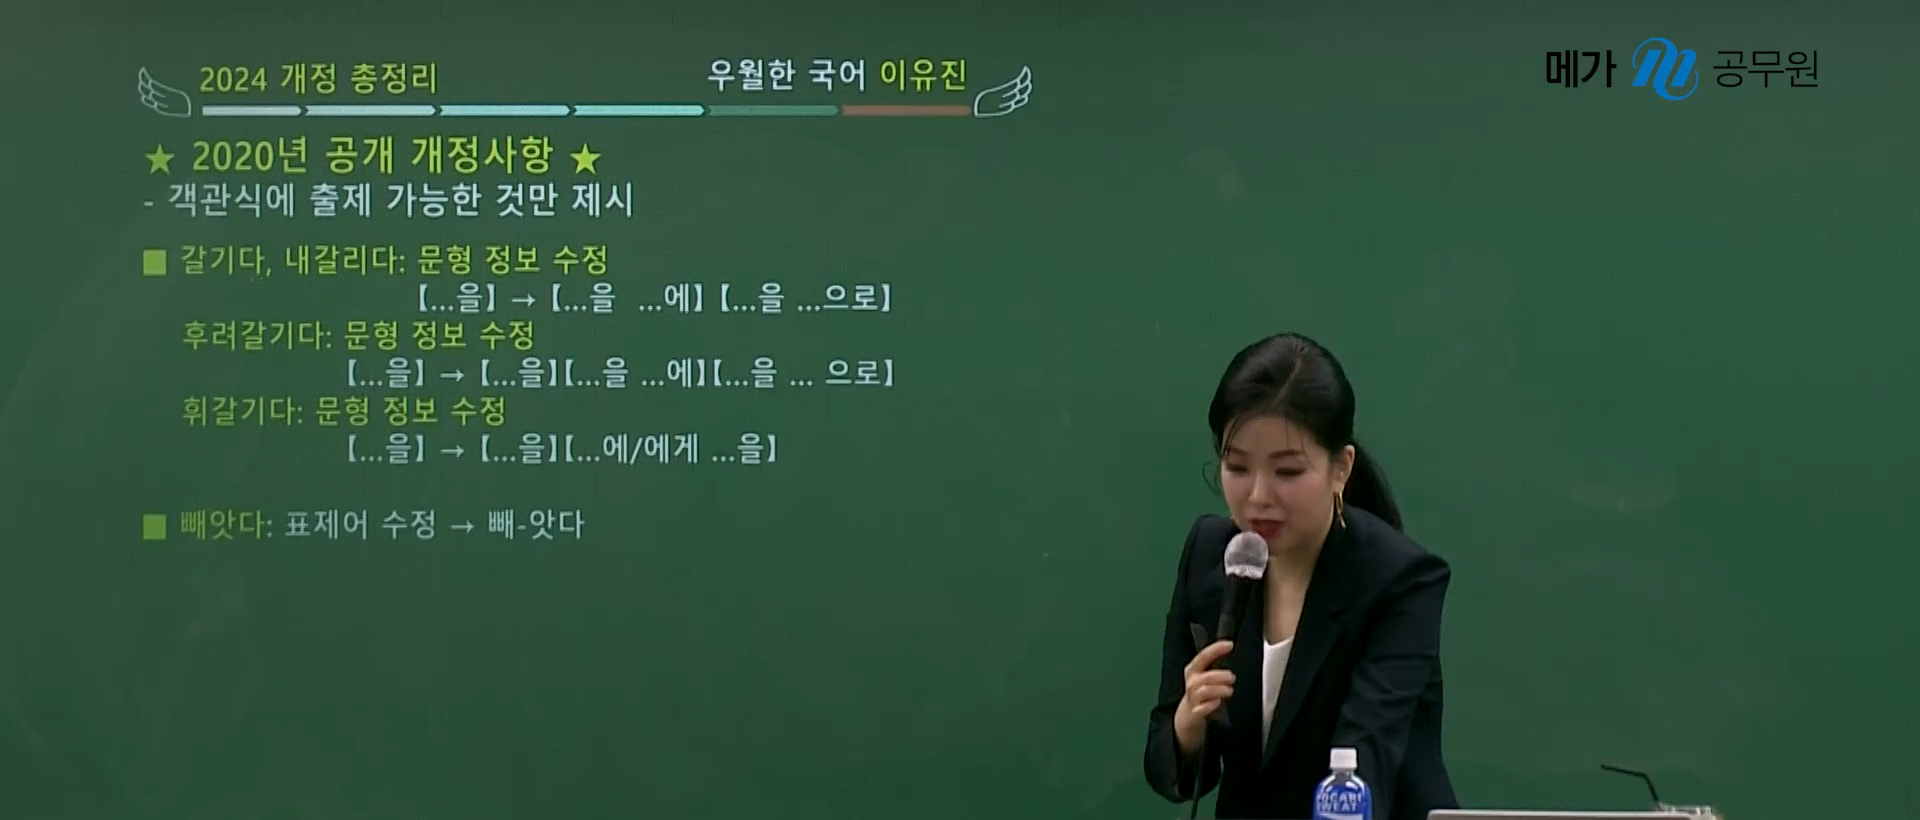 메가 공무원
2024 개정 총정리
우월한 국어 이유진
★ 2020년 공개 개정사항 ★
- 객관식에 출제 가능한 것만 제시
■ 갈기다, 내갈리다: 문형 정보 수정
【…을】 → 【…을 …에】【…을 …으로】
후려갈기다: 문형 정보 수정
【…을】 → 【…을】【…을 …에】【…을 … 으로】
휘갈기다: 문형 정보 수정
【…을】 → 【…을】【…에/에게 …을】
■ 빼앗다: 표제어 수정 → 빼-앗다
POCARI
SWEAT